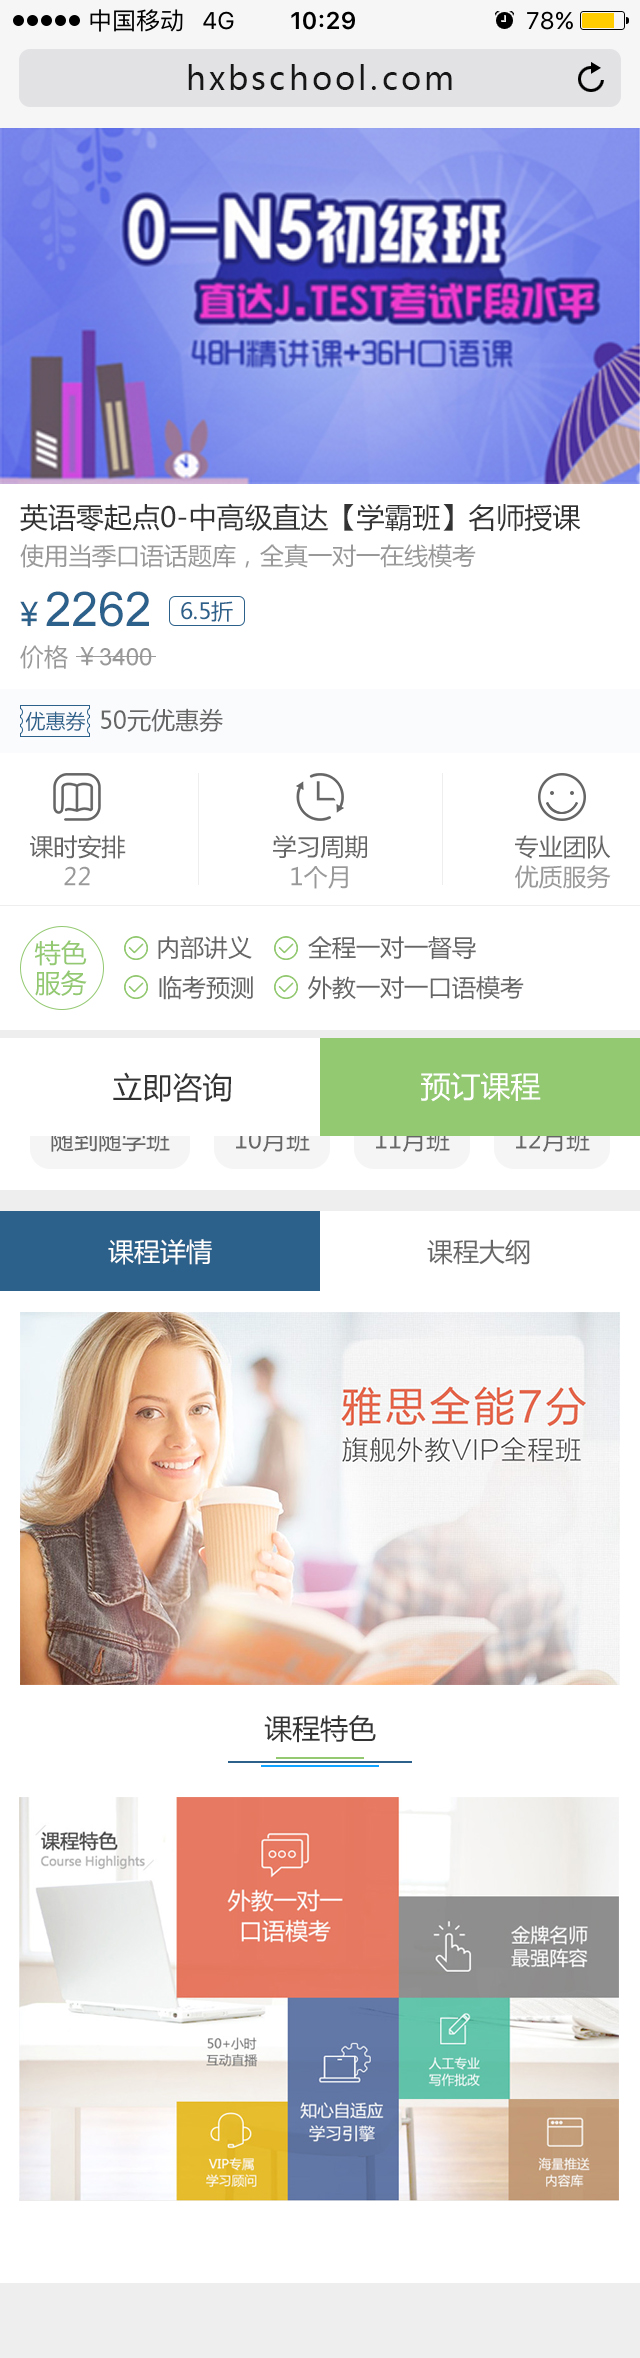 中国移动 4G 10:29 78%
hxbschool.com
0-N5初级班
直达J.TEST考试F段水平
48H精讲课+36H口语课
英语零起点0-中高级直达【学霸班】名师授课
使用当季口语话题库，全真一对一在线模考
¥2262 6.5折
价格 ¥3400
优惠券 50元优惠券
课时安排 学习周期 专业团队
22 1个月 优质服务
特色
服务
内部讲义 全程一对一督导
临考预测 外教一对一口语模考
立即咨询 预订课程
随到随学班 10月班 11月班 12月班
课程详情 课程大纲
雅思全能7分
旗舰外教VIP全程班
课程特色
课程特色
Course Highlights
外教一对一
口语模考
金牌名师
最强阵容
50+小时
互动直播
知心自适应
学习引擎
人工专业
写作批改
VIP专属
学习顾问
海量推送
内容库